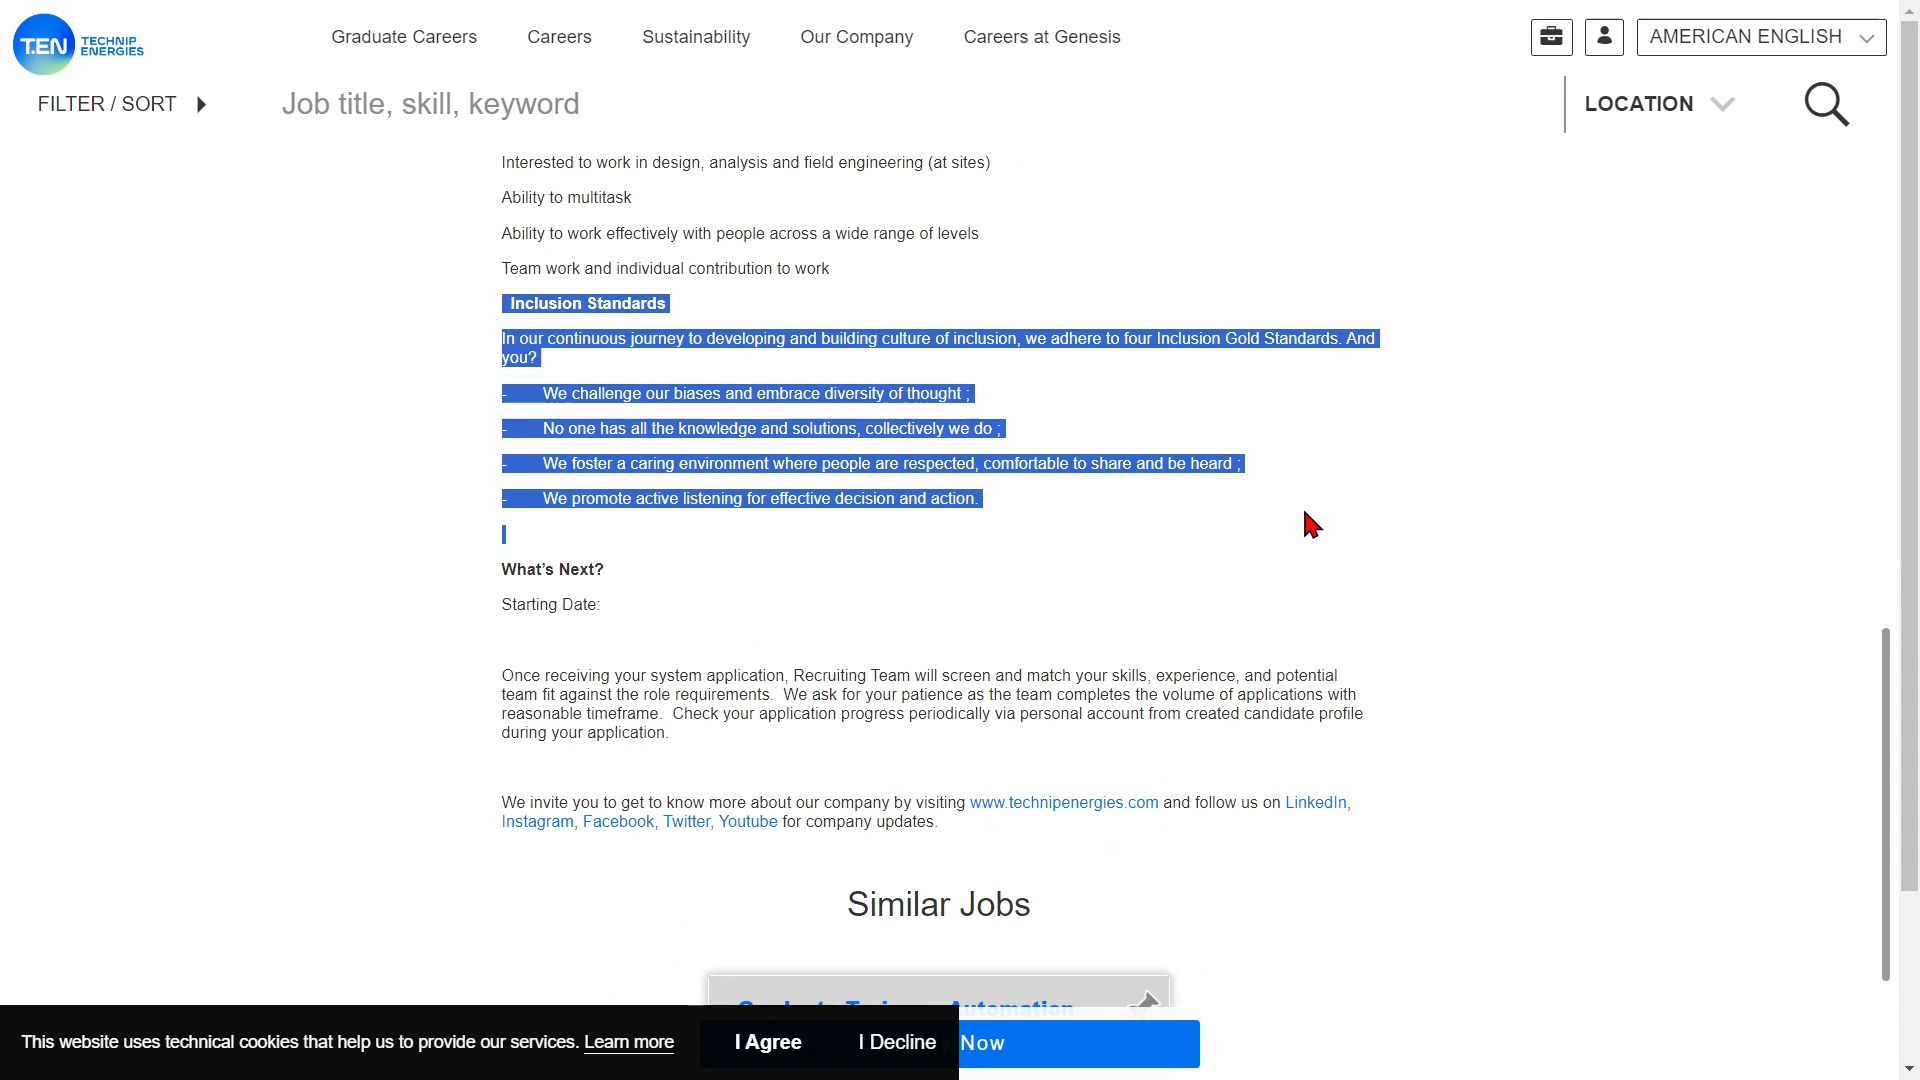 T.EN TECHNIP
ENERGIES
Graduate Careers Careers Sustainability Our Company Careers at Genesis
AMERICAN ENGLISH
FILTER / SORT
Job title, skill, keyword
LOCATION
Interested to work in design, analysis and field engineering (at sites)
Ability to multitask
Ability to work effectively with people across a wide range of levels
Team work and individual contribution to work
Inclusion Standards
In our continuous journey to developing and building culture of inclusion, we adhere to four Inclusion Gold Standards. And
you?
- We challenge our biases and embrace diversity of thought ;
- No one has all the knowledge and solutions, collectively we do ;
- We foster a caring environment where people are respected, comfortable to share and be heard ;
- We promote active listening for effective decision and action.
What's Next?
Starting Date:
Once receiving your system application, Recruiting Team will screen and match your skills, experience, and potential
team fit against the role requirements. We ask for your patience as the team completes the volume of applications with
reasonable timeframe. Check your application progress periodically via personal account from created candidate profile
during your application.
We invite you to get to know more about our company by visiting www.technipenergies.com and follow us on LinkedIn,
Instagram, Facebook, Twitter, Youtube for company updates.
Similar Jobs
Automation
This website uses technical cookies that help us to provide our services. Learn more
I Agree
I Decline
Now